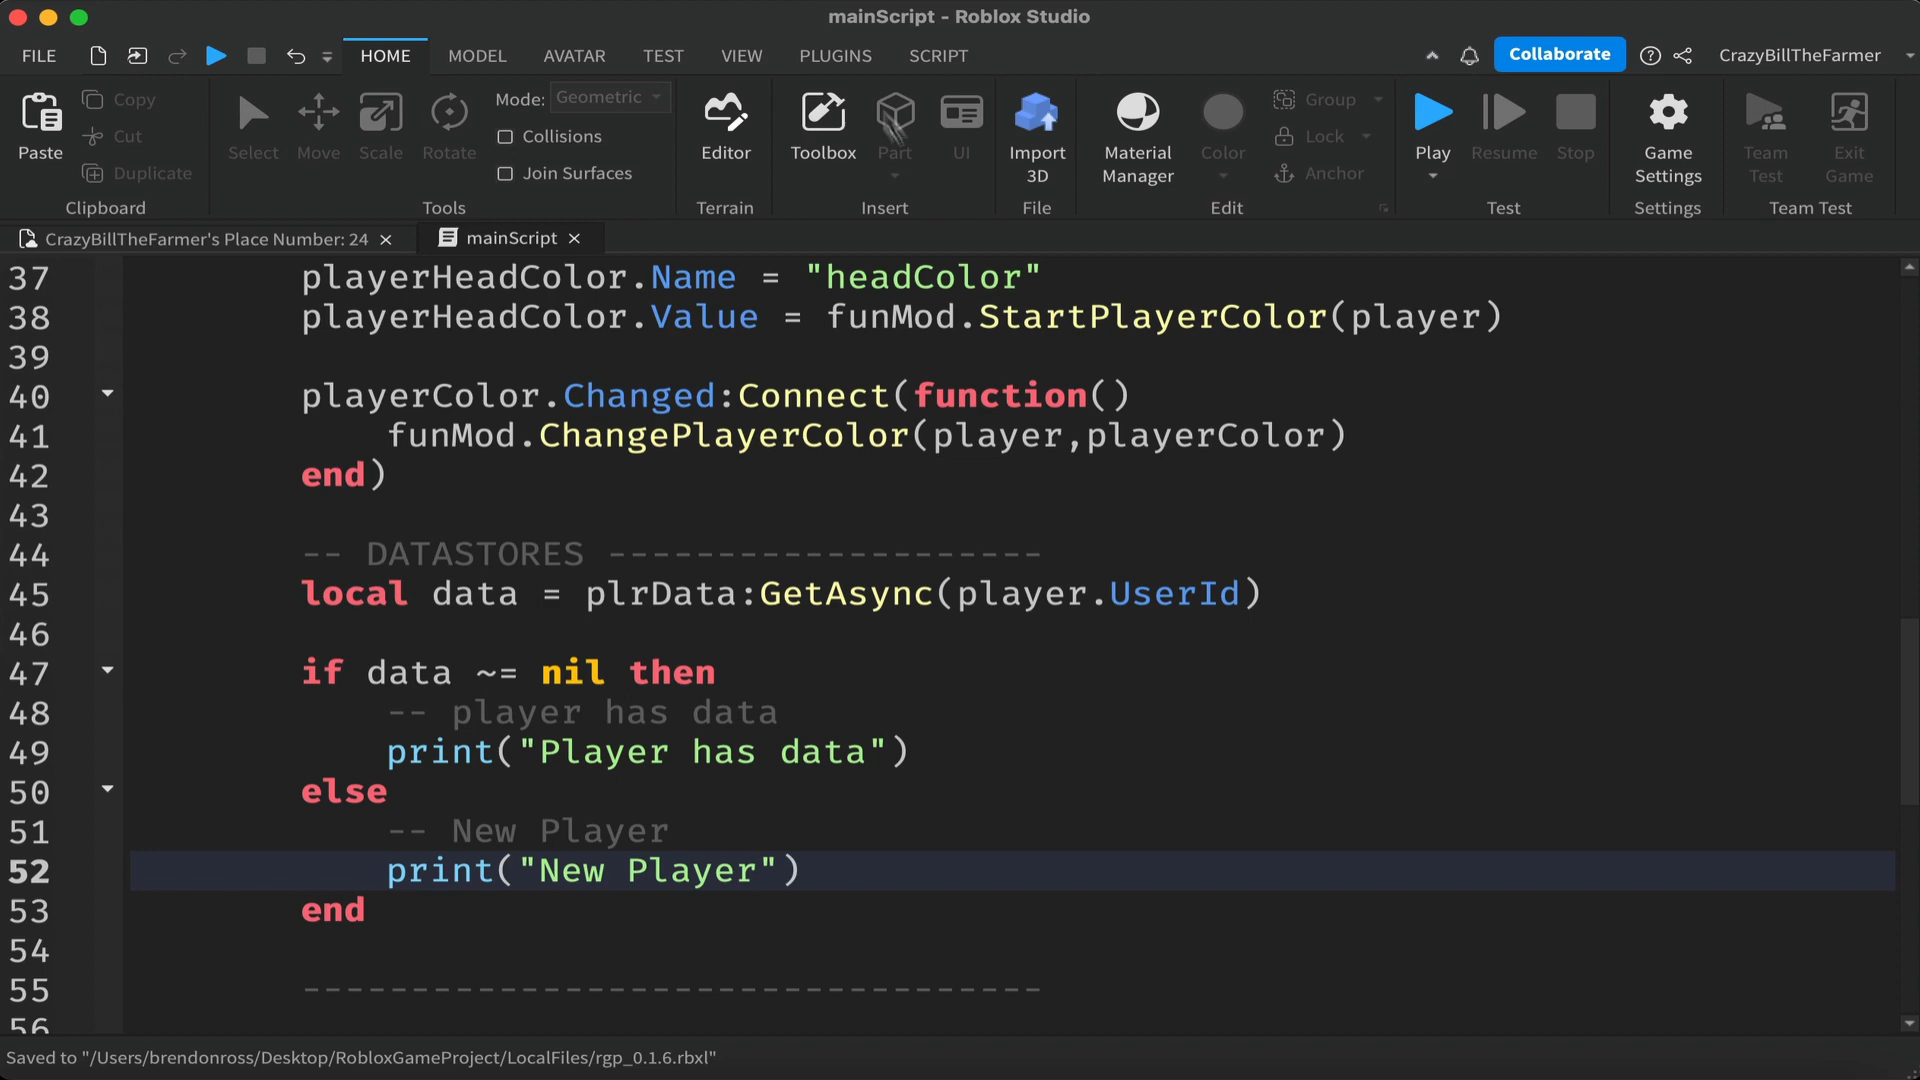 mainScript - Roblox Studio
FILE HOME MODEL AVATAR TEST VIEW PLUGINS SCRIPT Collaborate CrazyBillTheFarmer
Paste Copy Cut Duplicate
Clipboard
Select Move Scale Rotate Mode: Geometric
Collisions
Join Surfaces
Tools
Editor
Terrain
Toolbox Part UI
Insert
Import 3D
File
Material Manager Color Group Lock Anchor
Edit
Play Resume Stop
Test
Game Settings
Settings
Team Test Exit Game
Team Test
CrazyBillTheFarmer's Place Number: 24 mainScript
37 playerHeadColor.Name = "headColor"
38 playerHeadColor.Value = funMod.StartPlayerColor(player)
39
40 playerColor.Changed:Connect(function()
41 funMod.ChangePlayerColor(player,playerColor)
42 end)
43
44 -- DATASTORES --------------------
45 local data = plrData:GetAsync(player.UserId)
46
47 if data ~= nil then
48 -- player has data
49 print("Player has data")
50 else
51 -- New Player
52 print("New Player")
53 end
54
55 ----------------------------------
56
Saved to "/Users/brendonross/Desktop/RobloxGameProject/LocalFiles/rgp_0.1.6.rbxl"